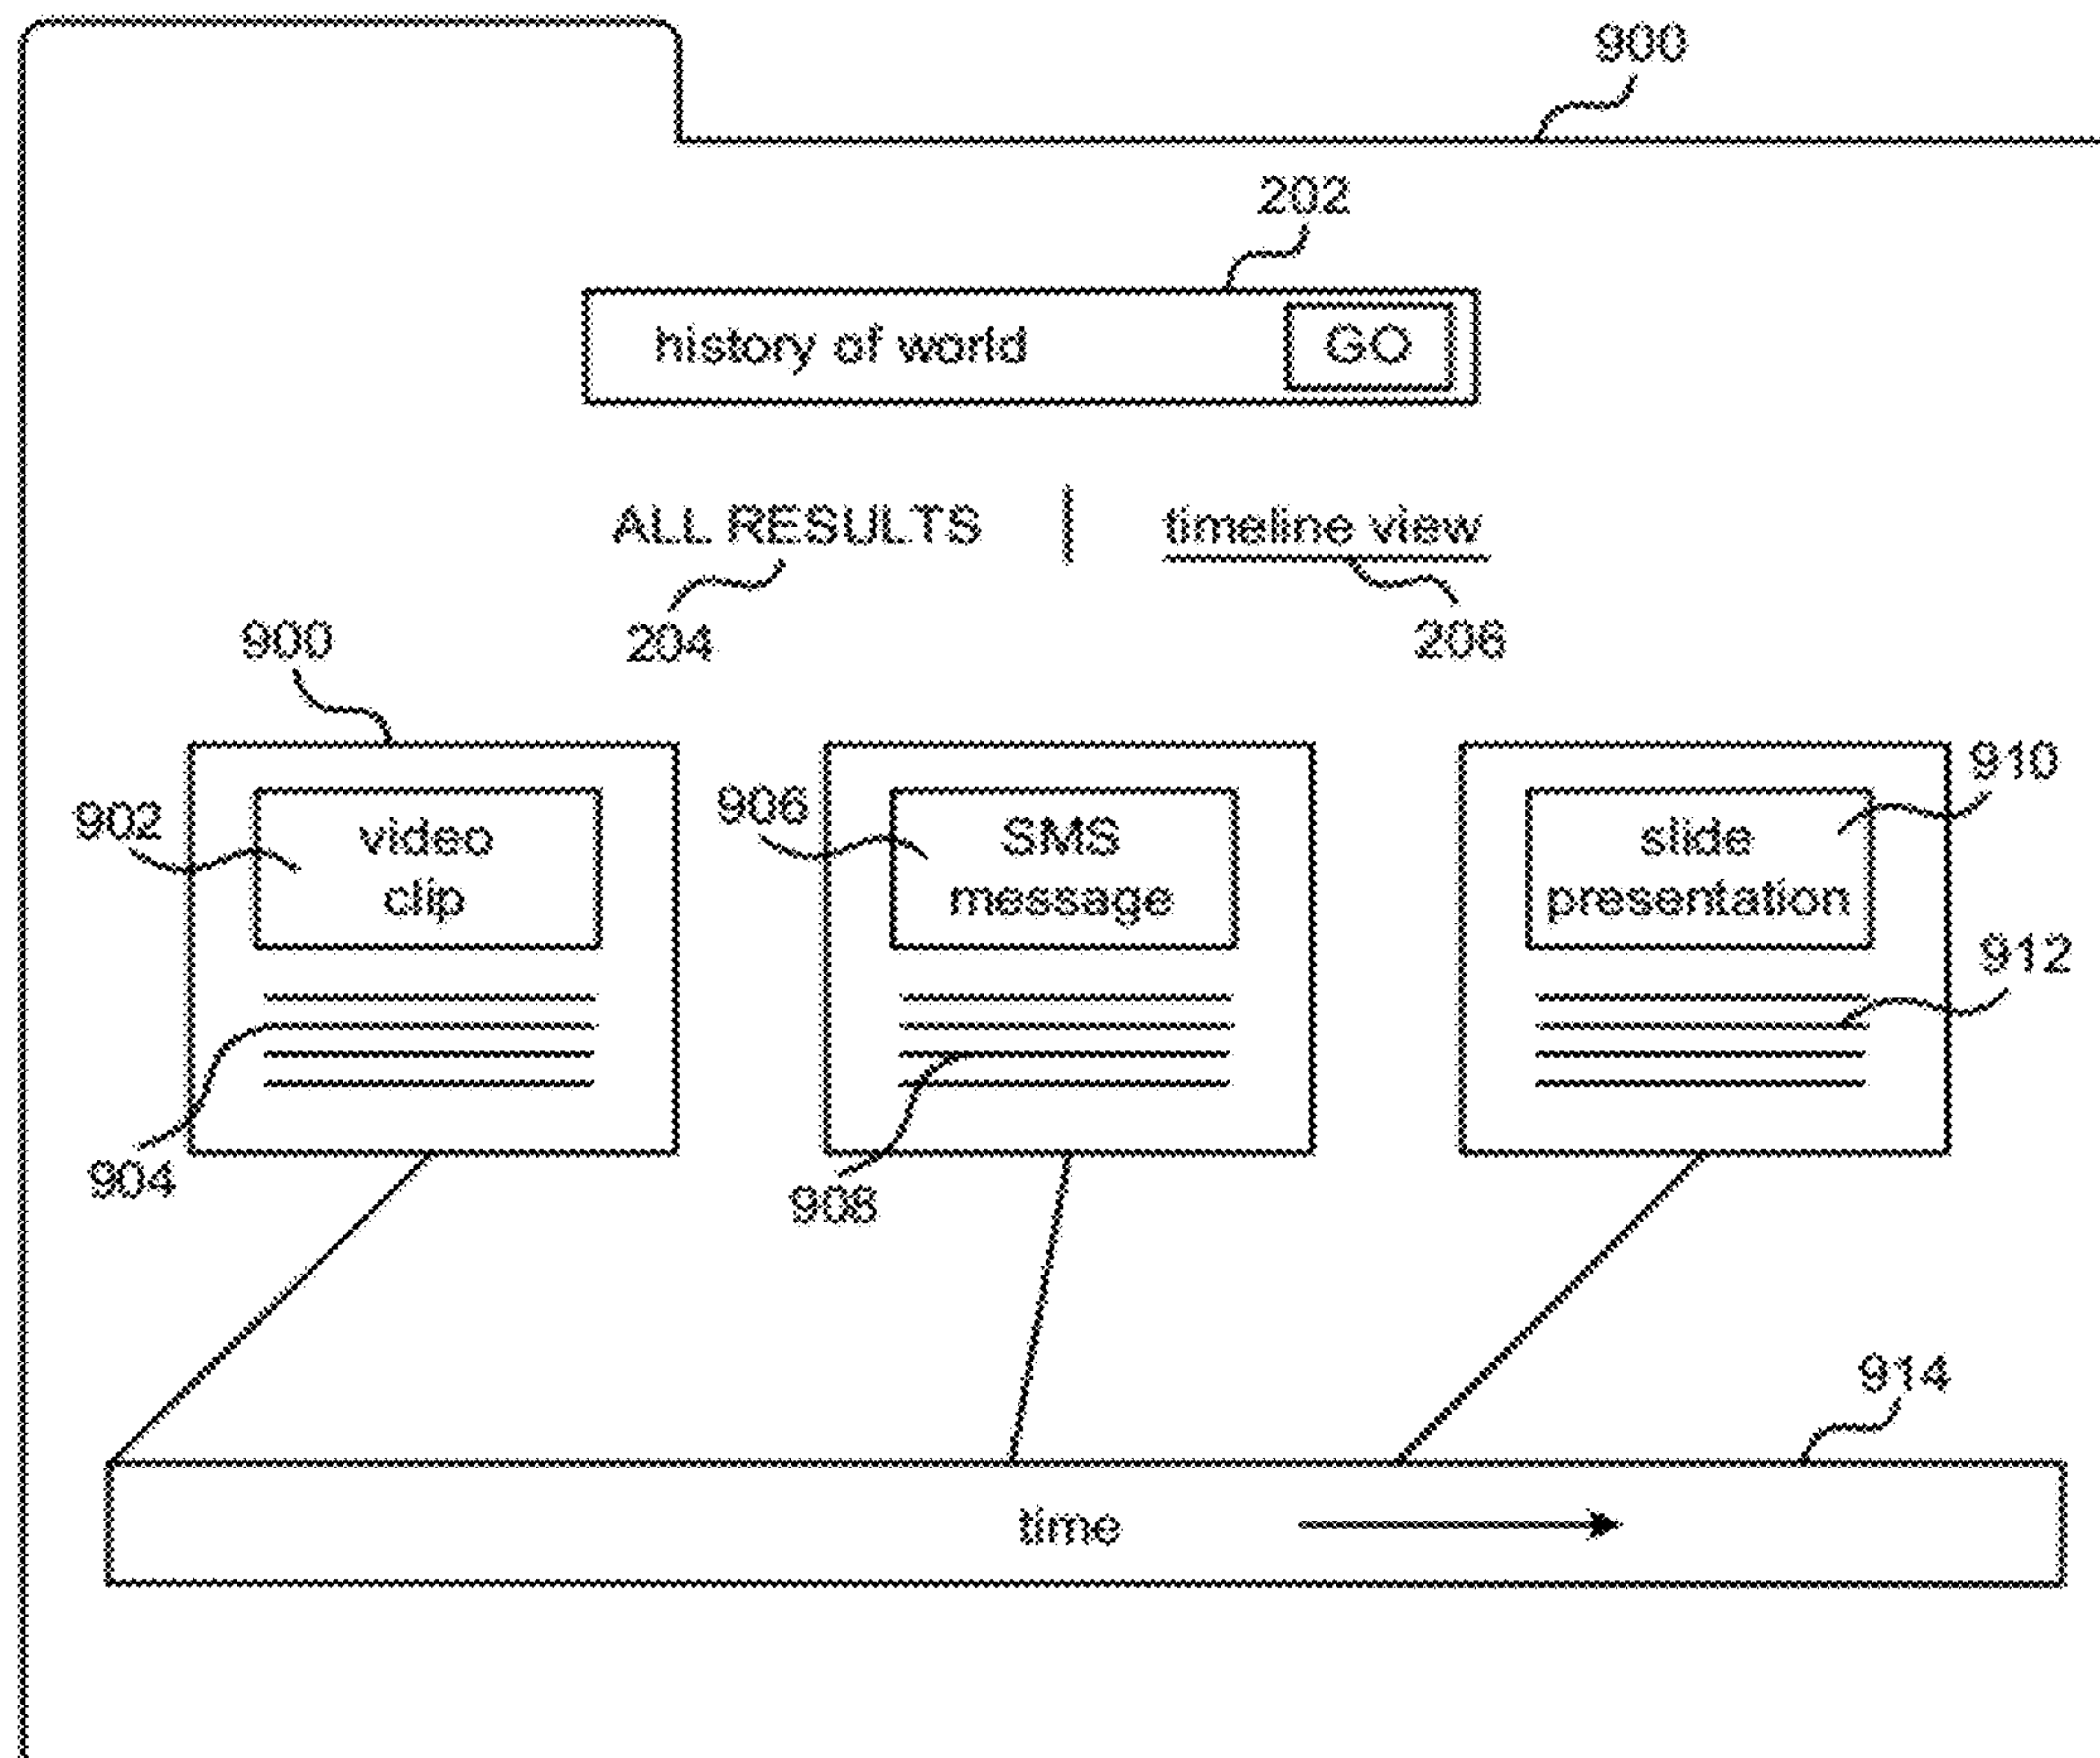 900
202
history of world GO
ALL RESULTS | timeline view
204 206
900
902 video clip
906 SMS message
910 slide presentation
912
904
908
914
time